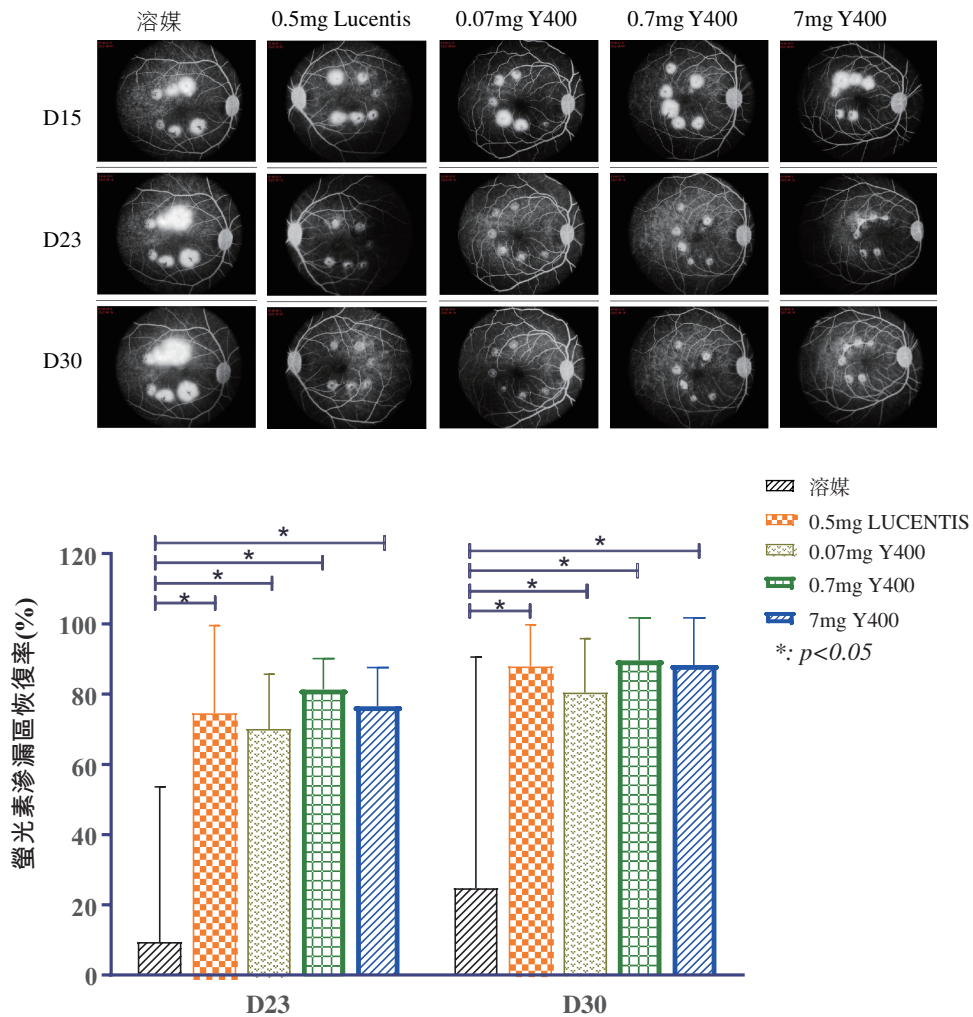 溶媒 0.5mg Lucentis 0.07mg Y400 0.7mg Y400 7mg Y400
D15
D23
D30
溶媒
0.5mg LUCENTIS
0.07mg Y400
0.7mg Y400
7mg Y400
*: p<0.05
螢光素滲漏區恢復率(%)
120
100
80
60
40
20
0
* * * *
* * * *
D23 D30